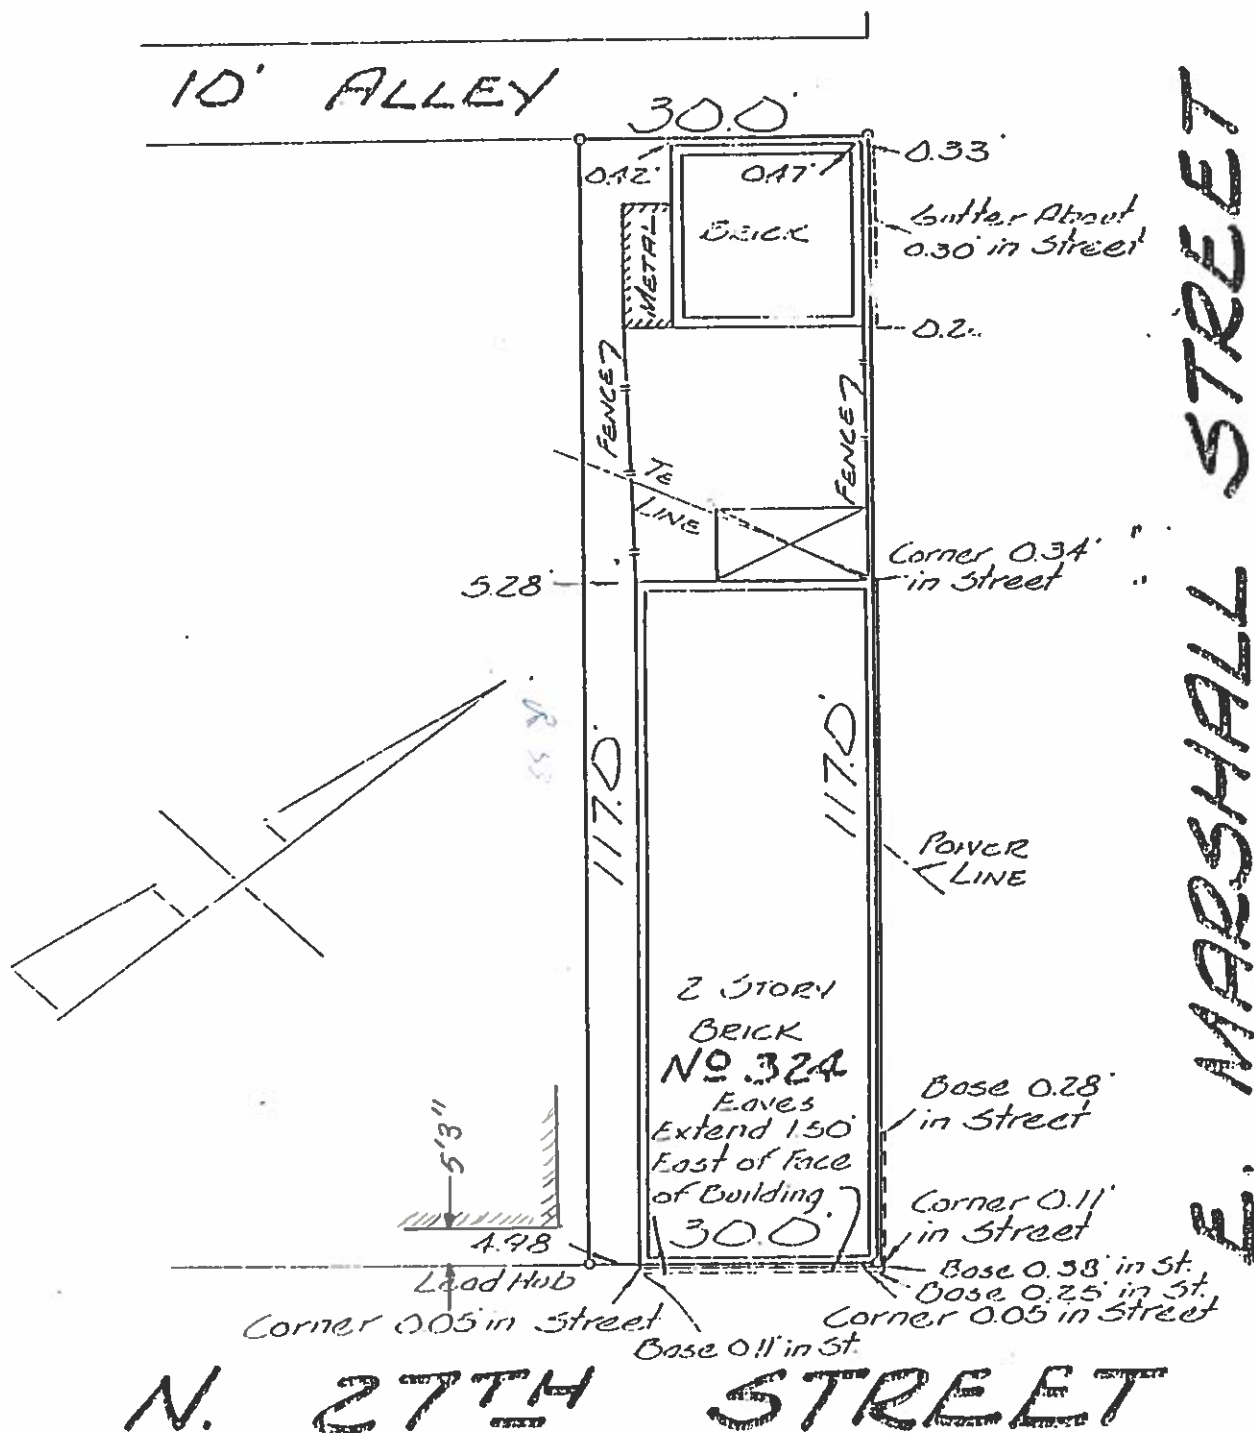 10' ALLEY
30.0'
0.42'
0.47'
0.33'
BRICK
METAL
Gutter About
0.30' in Street
0.2
FENCE
FENCE
TE
LINE
Corner 0.34'
in Street
5.28'
117.0'
117.0'
POWER
LINE
2 STORY
BRICK
No 324
Eaves
Extend 1.50'
East of Face
of Building
30.0'
Base 0.28'
in Street
Corner 0.11'
in Street
5'3"
4.98
Lead Hub
Base 0.38' in St.
Base 0.25' in St.
Corner 0.05' in Street
Corner 0.05' in Street
Base 0.11' in St.
N. 27TH STREET
E. MARSHALL STREET